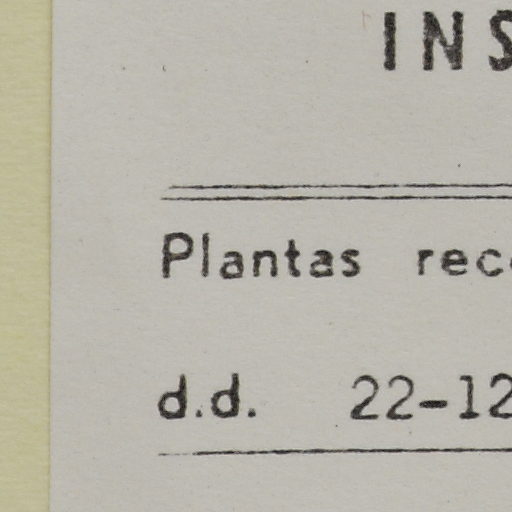 INS
Plantas rec
d.d. 22-12